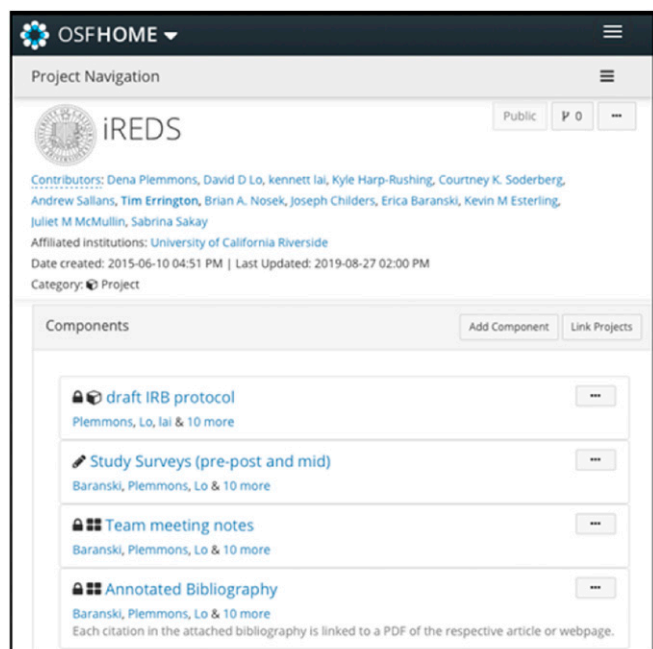 OSFHOME
Project Navigation
iREDS
Public
0
Contributors: Dena Plemmons, David D Lo, kennett lai, Kyle Harp-Rushing, Courtney K. Soderberg,
Andrew Sallans, Tim Errington, Brian A. Nosek, Joseph Childers, Erica Baranski, Kevin M Esterling,
Juliet M McMullin, Sabrina Sakay
Affiliated institutions: University of California Riverside
Date created: 2015-06-10 04:51 PM | Last Updated: 2019-08-27 02:00 PM
Category: Project
Components
Add Component
Link Projects
draft IRB protocol
Plemmons, Lo, lai & 10 more
Study Surveys (pre-post and mid)
Baranski, Plemmons, Lo & 10 more
Team meeting notes
Baranski, Plemmons, Lo & 10 more
Annotated Bibliography
Baranski, Plemmons, Lo & 10 more
Each citation in the attached bibliography is linked to a PDF of the respective article or webpage.